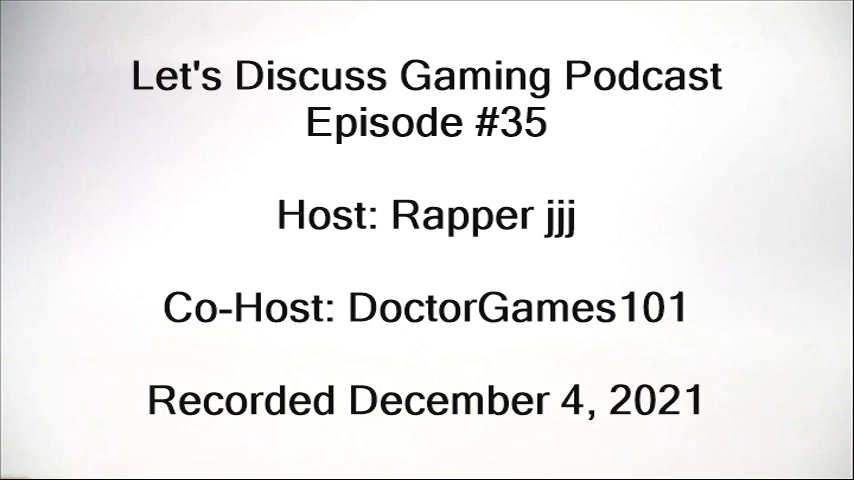 Let's Discuss Gaming Podcast
Episode #35
Host: Rapper jjj
Co-Host: DoctorGames101
Recorded December 4, 2021